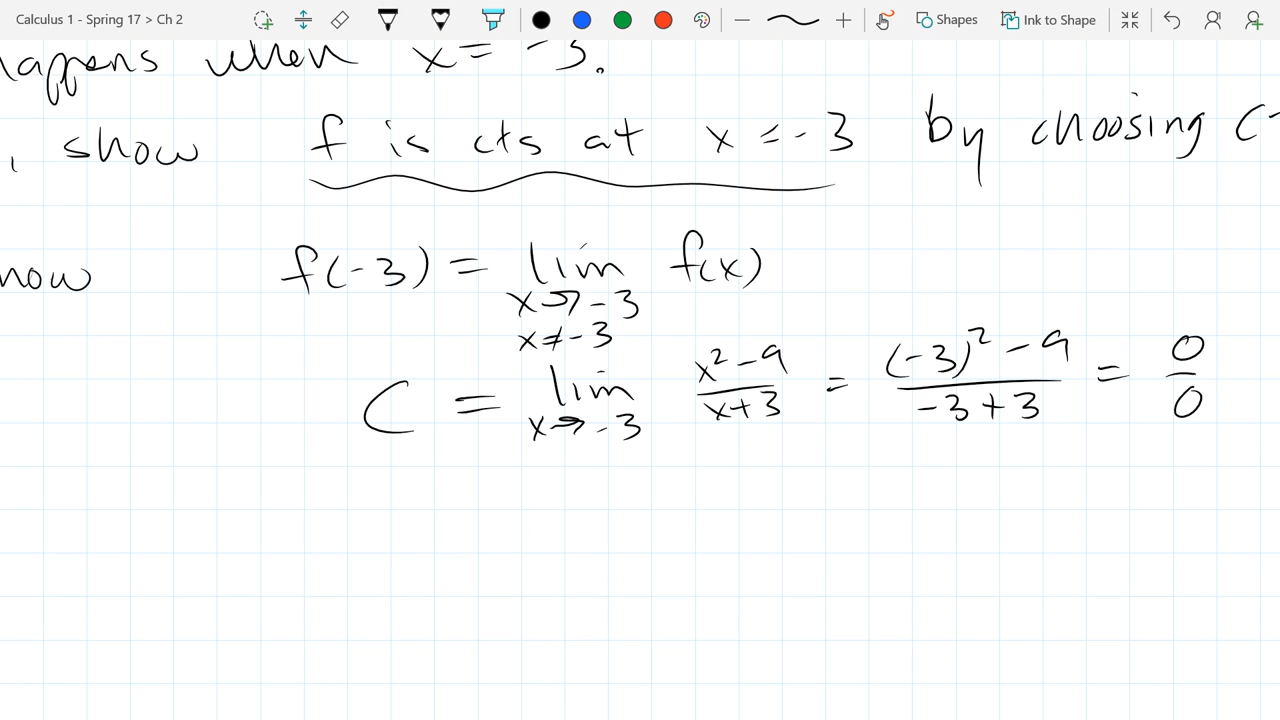 Calculus 1 - Spring 17 > Ch 2
Shapes
Ink to Shape
happens when x = -3.
, show f is cts at x = -3 by choosing C
now f(-3) = lim f(x)
x → -3
x ≠ -3
C = lim x² - 9 / x + 3 = (-3)² - 9 / -3 + 3 = 0 / 0
x → -3